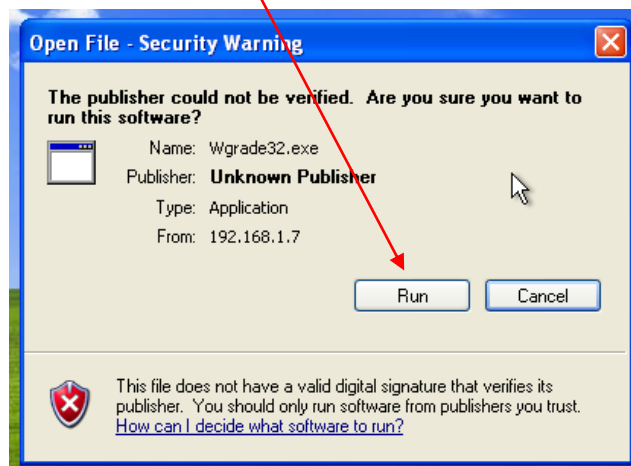 Open File - Security Warning
The publisher could not be verified.  Are you sure you want to
run this software?
Name: Wgrade32.exe
Publisher: Unknown Publisher
Type: Application
From: 192.168.1.7
Run Cancel
This file does not have a valid digital signature that verifies its
publisher.  You should only run software from publishers you trust.
How can I decide what software to run?